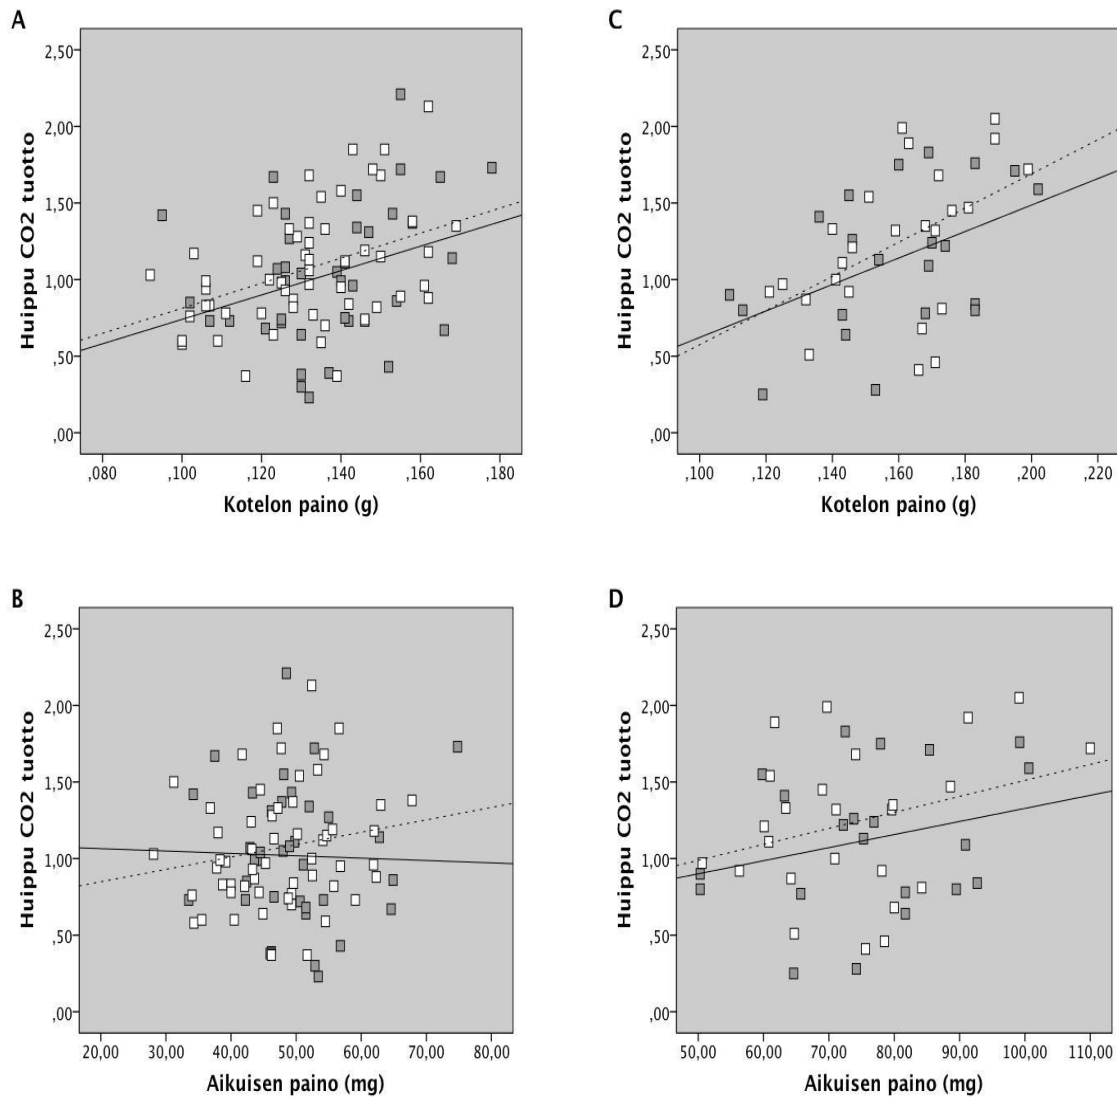 A
Huippu CO2 tuotto
2,50
2,00
1,50
1,00
,50
,00
,080 ,100 ,120 ,140 ,160 ,180
Kotelon paino (g)
C
Huippu CO2 tuotto
2,50
2,00
1,50
1,00
,50
,00
,100 ,120 ,140 ,160 ,180 ,200 ,220
Kotelon paino (g)
B
Huippu CO2 tuotto
2,50
2,00
1,50
1,00
,50
,00
20,00 30,00 40,00 50,00 60,00 70,00 80,00
Aikuisen paino (mg)
D
Huippu CO2 tuotto
2,50
2,00
1,50
1,00
,50
,00
50,00 60,00 70,00 80,00 90,00 100,00 110,00
Aikuisen paino (mg)